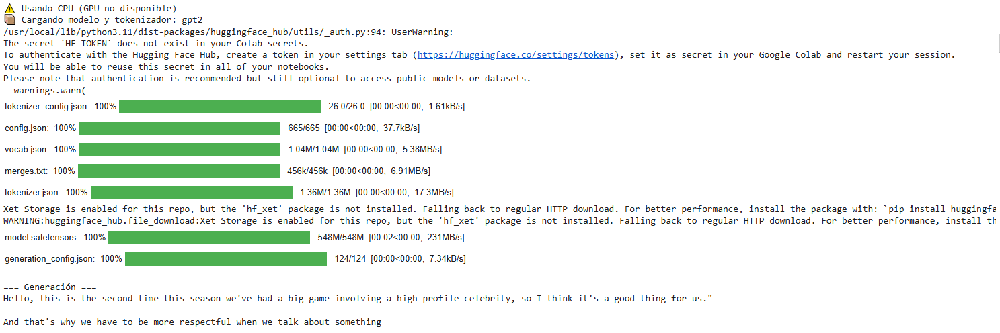 ⚠️ Usando CPU (GPU no disponible)
📦 Cargando modelo y tokenizador: gpt2
/usr/local/lib/python3.11/dist-packages/huggingface_hub/utils/_auth.py:94: UserWarning:
The secret `HF_TOKEN` does not exist in your Colab secrets.
To authenticate with the Hugging Face Hub, create a token in your settings tab (https://huggingface.co/settings/tokens), set it as secret in your Google Colab and restart your session.
You will be able to reuse this secret in all of your notebooks.
Please note that authentication is recommended but still optional to access public models or datasets.
  warnings.warn(
tokenizer_config.json: 100% 26.0/26.0 [00:00<00:00, 1.61kB/s]
config.json: 100% 665/665 [00:00<00:00, 37.7kB/s]
vocab.json: 100% 1.04M/1.04M [00:00<00:00, 5.38MB/s]
merges.txt: 100% 456k/456k [00:00<00:00, 6.91MB/s]
tokenizer.json: 100% 1.36M/1.36M [00:00<00:00, 17.3MB/s]
Xet Storage is enabled for this repo, but the 'hf_xet' package is not installed. Falling back to regular HTTP download. For better performance, install the package with: `pip install huggingfa
WARNING:huggingface_hub.file_download:Xet Storage is enabled for this repo, but the 'hf_xet' package is not installed. Falling back to regular HTTP download. For better performance, install th
model.safetensors: 100% 548M/548M [00:02<00:00, 231MB/s]
generation_config.json: 100% 124/124 [00:00<00:00, 7.34kB/s]
=== Generación ===
Hello, this is the second time this season we've had a big game involving a high-profile celebrity, so I think it's a good thing for us."
And that's why we have to be more respectful when we talk about something